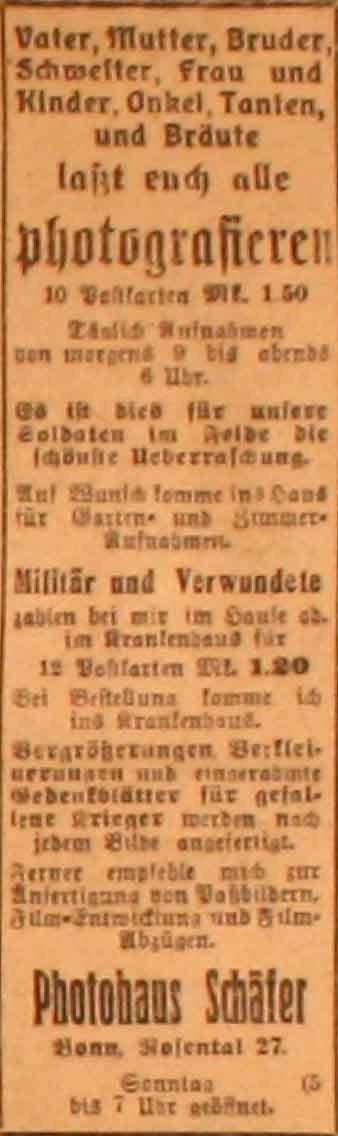 Vater, Mutter, Bruder,
Schwester, Frau und
Kinder, Onkel, Tanten,
und Bräute
laßt euch alle
photografieren
10 Postkarten Mk. 1.50
Täglich Aufnahmen
von morgens 9 bis abends
6 Uhr.
Es ist dies für unsere
Soldaten im Felde die
schönste Ueberraschung.
Auf Wunsch komme ins Haus
für Garten- und Zimmer-
Aufnahmen.
Militär und Verwundete
zahlen bei mir im Hause od.
im Krankenhaus für
12 Postkarten Mk. 1.20
Bei Bestellung komme ich
ins Krankenhaus.
Vergrößerungen, Verklei-
nerungen und eingerahmte
Gedenkblätter für gefal-
lene Krieger werden nach
jedem Bilde angefertigt.
Ferner empfehle mich zur
Anfertigung von Paßbildern,
Film-Entwicklung und Film-
Abzügen.
Photohaus Schäfer
Bonn, Rosental 27.
Sonntag (5
bis 7 Uhr geöffnet.